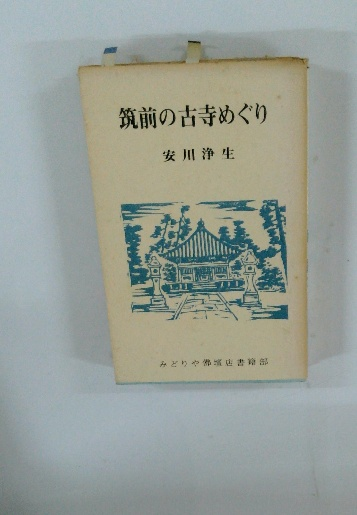 筑前の古寺めぐり
安川浄生
みどりや佛壇店書籍部